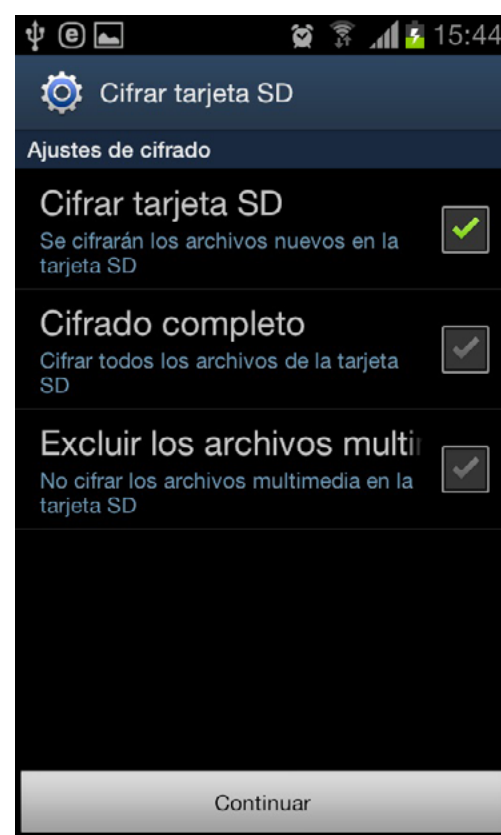 15:44
Cifrar tarjeta SD
Ajustes de cifrado
Cifrar tarjeta SD
Se cifrarán los archivos nuevos en la
tarjeta SD
Cifrado completo
Cifrar todos los archivos de la tarjeta
SD
Excluir los archivos multi
No cifrar los archivos multimedia en la
tarjeta SD
Continuar